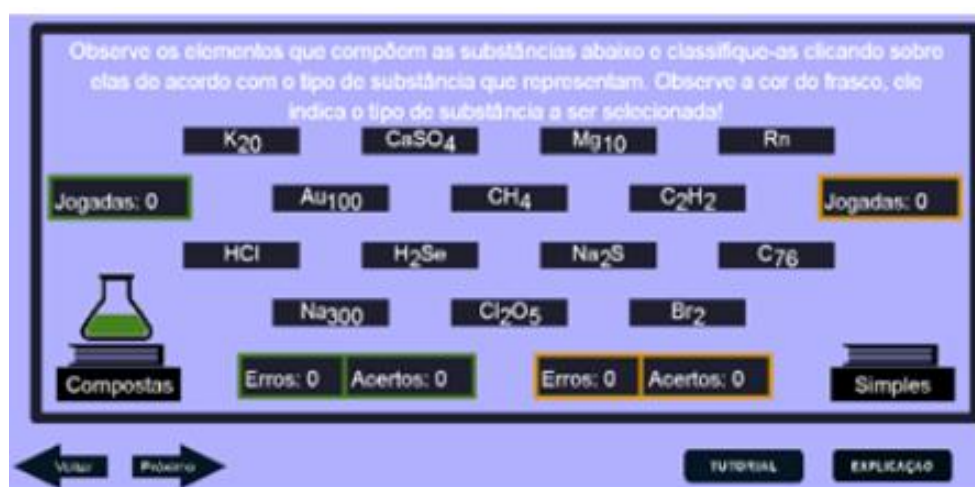 Observe os elementos que compõem as substâncias abaixo e classifique-as clicando sobre
elas de acordo com o tipo de substância que representam. Observe a cor do frasco, ele
indica o tipo de substância a ser selecionada!
K20 CaSO4 Mg10 Rn
Jogadas: 0 Au100 CH4 C2H2 Jogadas: 0
HCl H2Se Na2S C76
Na300 Cl2O5 Br2
Compostas Erros: 0 Acertos: 0 Erros: 0 Acertos: 0 Simples
Voltar Próximo TUTORIAL EXPLICAÇÃO